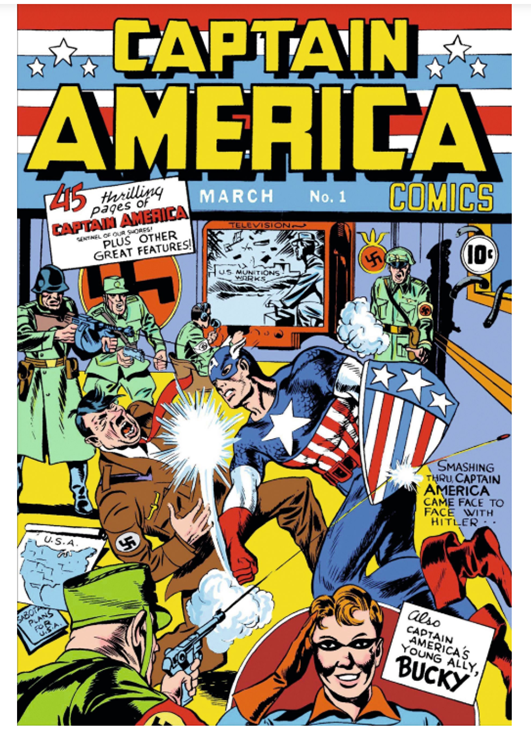 CAPTAIN
AMERICA
COMICS
MARCH No. 1
10¢
45 thrilling
pages of
CAPTAIN AMERICA
SENTINEL OF OUR SHORES!
PLUS OTHER
GREAT FEATURES!
TELEVISION
U.S. MUNITIONS
WORKS
SMASHING
THRU, CAPTAIN
AMERICA
CAME FACE TO
FACE WITH
HITLER..
U.S.A.
SABOTAGE
PLANS
FOR
U.S.A.
Also
CAPTAIN
AMERICA'S
YOUNG ALLY,
BUCKY